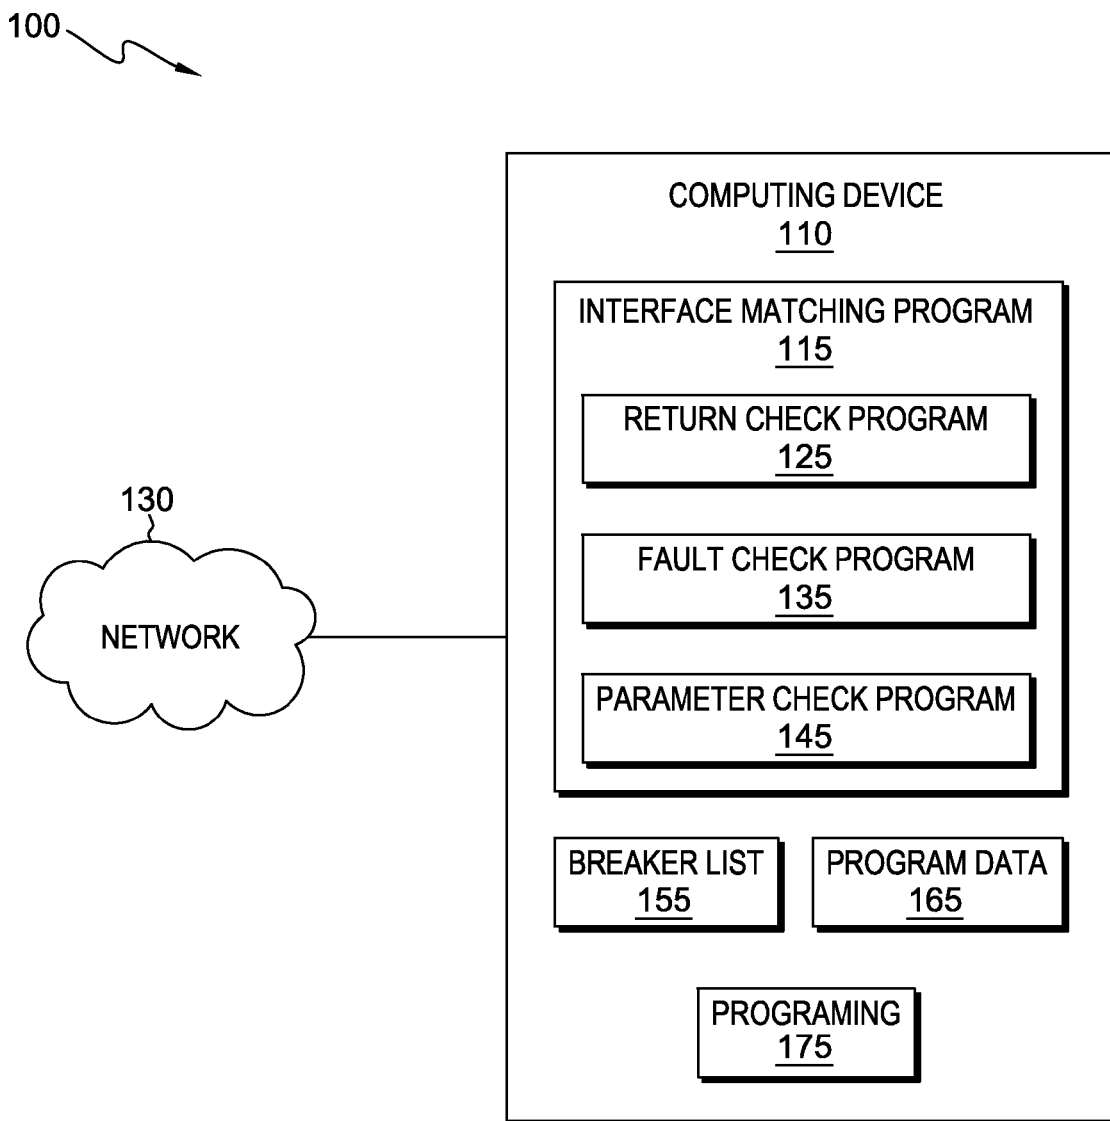 100
COMPUTING DEVICE
110
INTERFACE MATCHING PROGRAM
115
RETURN CHECK PROGRAM
125
FAULT CHECK PROGRAM
135
PARAMETER CHECK PROGRAM
145
130
NETWORK
BREAKER LIST
155
PROGRAM DATA
165
PROGRAMING
175